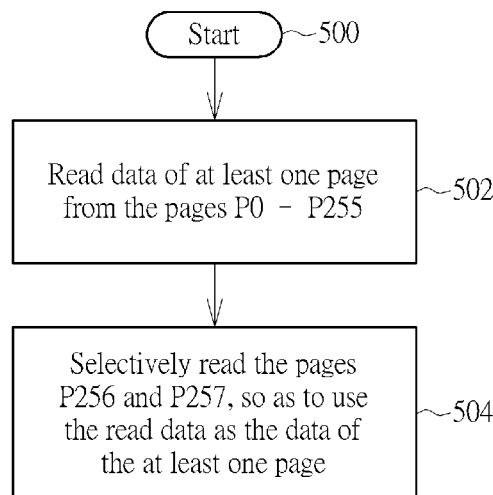 Start
500
Read data of at least one page
from the pages P0 – P255
502
Selectively read the pages
P256 and P257, so as to use
the read data as the data of
the at least one page
504